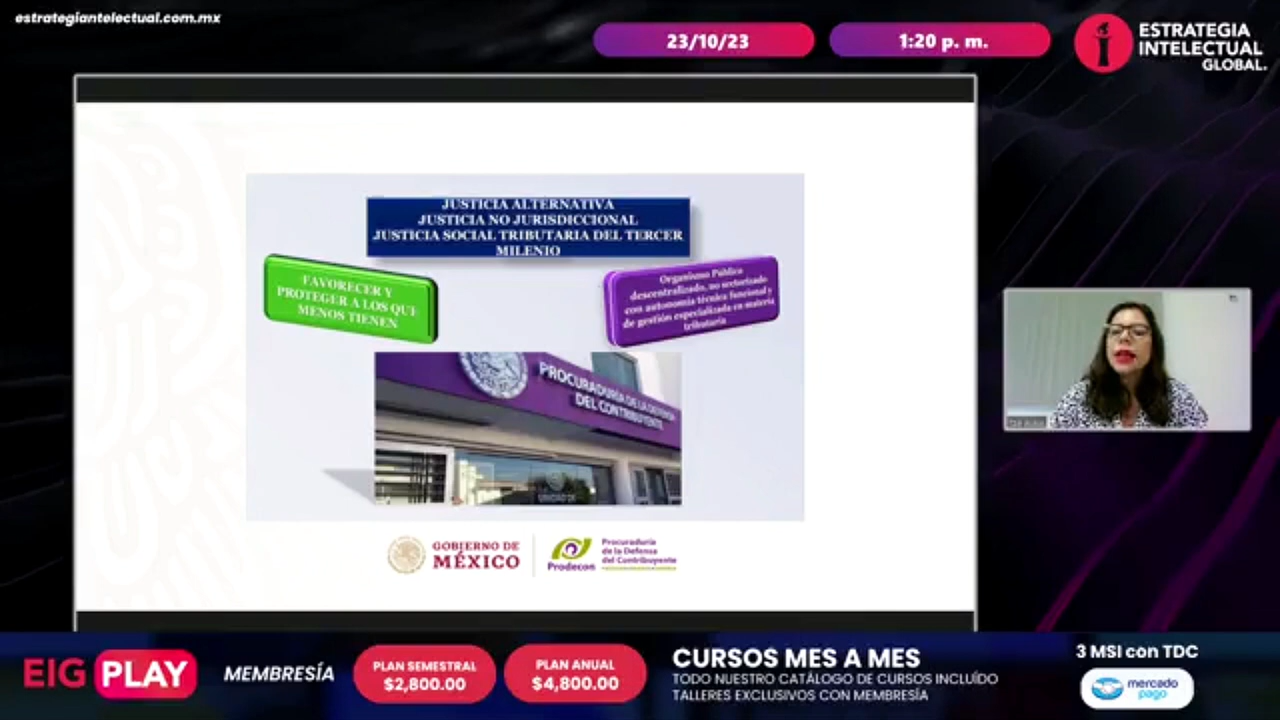 estrategiantelectual.com.mx
23/10/23
1:20 p. m.
ESTRATEGIA
INTELECTUAL
GLOBAL.
JUSTICIA ALTERNATIVA
JUSTICIA NO JURISDICCIONAL
JUSTICIA SOCIAL TRIBUTARIA DEL TERCER
MILENIO
FAVORECER Y
PROTEGER A LOS QUE
MENOS TIENEN
Organismo Público
descentralizado, no sectorizado
con autonomía técnica funcional y
de gestión especializada en materia
tributaria
PROCURADURÍA DE LA DEFENSA
DEL CONTRIBUYENTE
UNIDAD DE
GOBIERNO DE
MÉXICO
Prodecon
Procuraduría
de la Defensa
del Contribuyente
EIG PLAY
MEMBRESÍA
PLAN SEMESTRAL
$2,800.00
PLAN ANUAL
$4,800.00
CURSOS MES A MES
TODO NUESTRO CATÁLOGO DE CURSOS INCLUÍDO
TALLERES EXCLUSIVOS CON MEMBRESÍA
3 MSI con TDC
mercado
pago